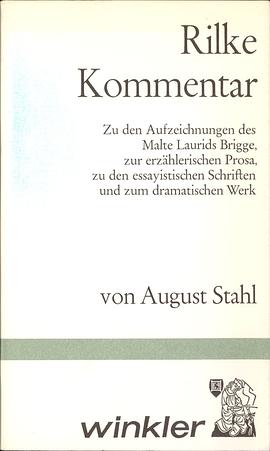 Rilke
Kommentar
Zu den Aufzeichnungen des
Malte Laurids Brigge,
zur erzählerischen Prosa,
zu den essayistischen Schriften
und zum dramatischen Werk
von August Stahl
winkler